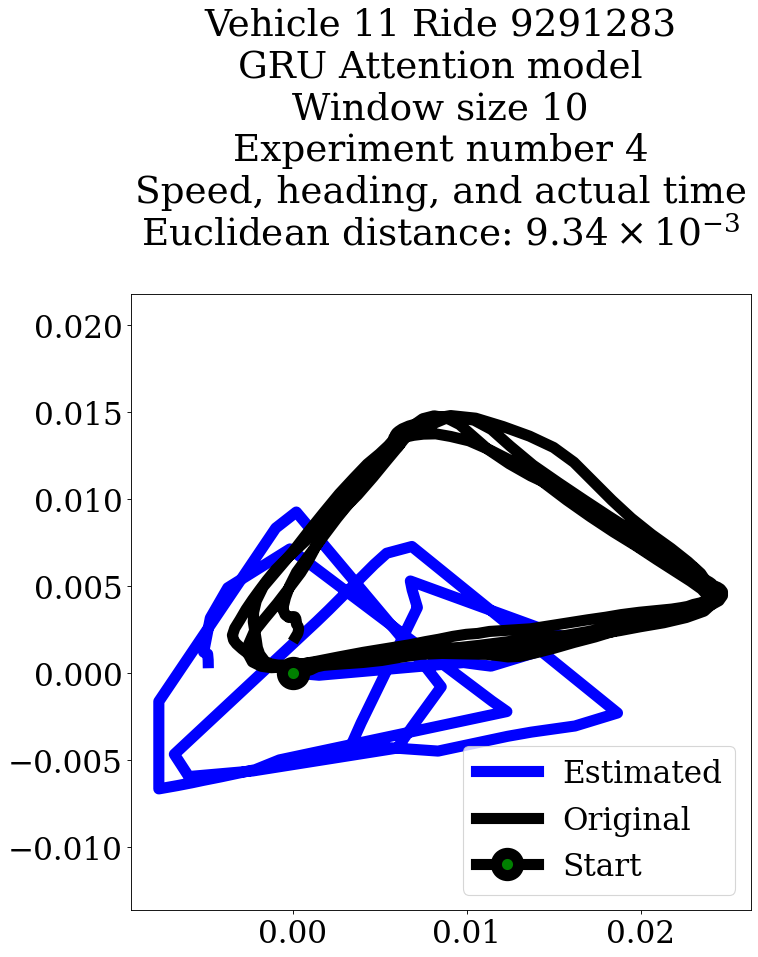 Vehicle 11 Ride 9291283
GRU Attention model
Window size 10
Experiment number 4
Speed, heading, and actual time
Euclidean distance: 9.34 × 10⁻³
0.020
0.015
0.010
0.005
0.000
−0.005
−0.010
Estimated
Original
Start
0.00 0.01 0.02